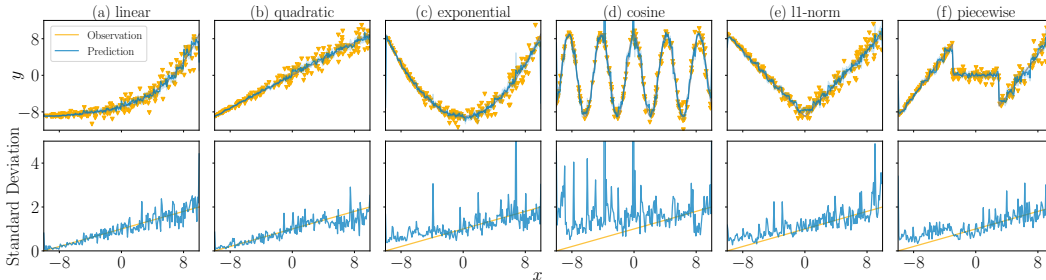 (a) linear
(b) quadratic
(c) exponential
(d) cosine
(e) l1-norm
(f) piecewise
Observation
Prediction
y
8
0
−8
Standard Deviation
4
2
0
−8 0 8
−8 0 8
−8 0 8
−8 0 8
−8 0 8
−8 0 8
x